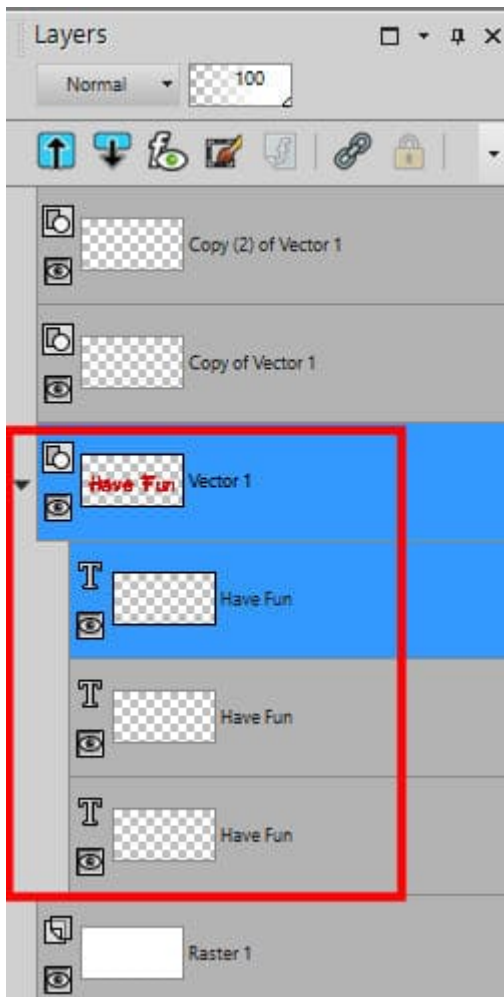 Layers
Normal 100
Copy (2) of Vector 1
Copy of Vector 1
Have Fun Vector 1
Have Fun
Have Fun
Have Fun
Raster 1